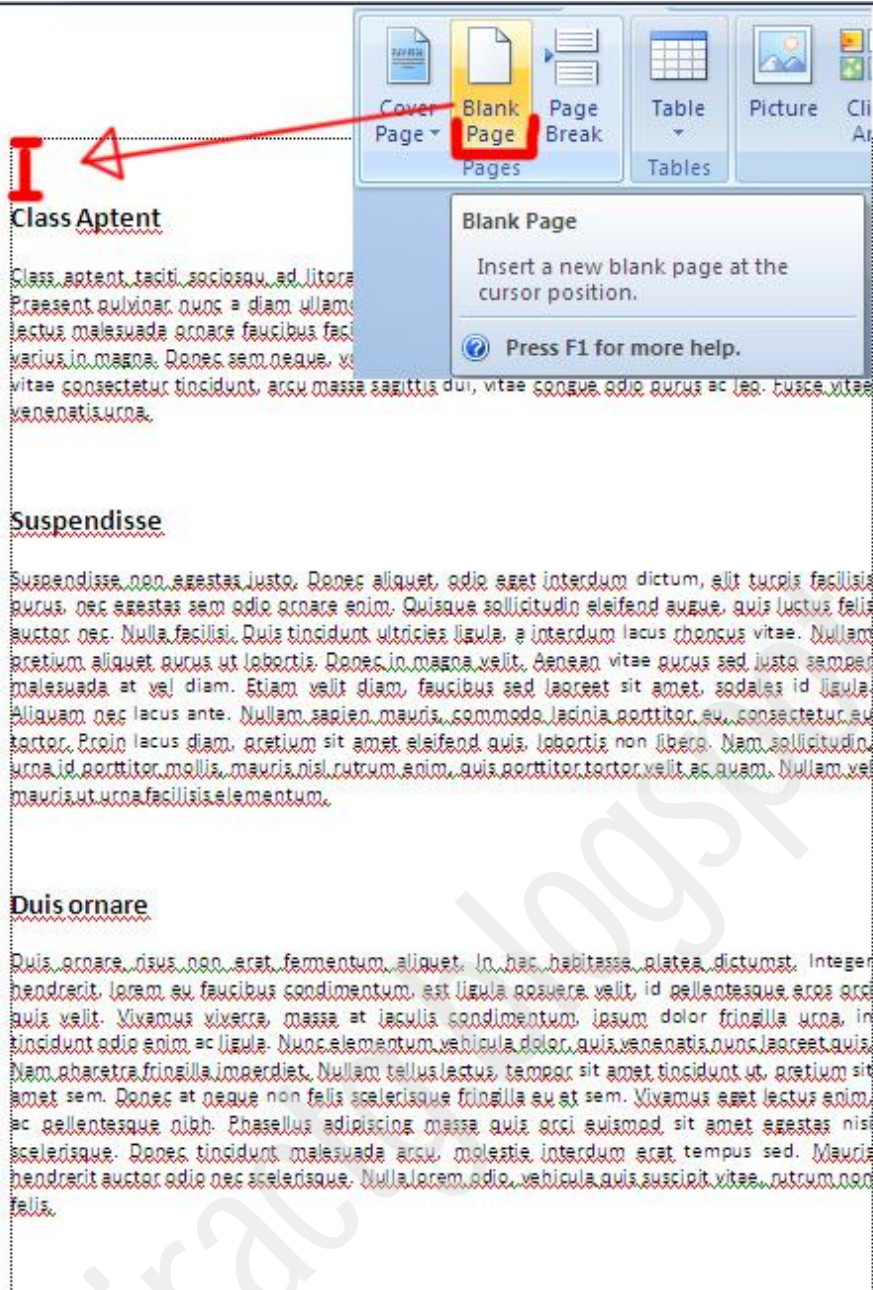 Cover Page
Blank Page
Page Break
Table
Picture
Pages
Tables
Blank Page
Insert a new blank page at the
cursor position.
Press F1 for more help.
Class Aptent
Class aptent taciti sociosqu ad litora
Praesent pulvinar nunc a diam
lectus malesuada ornare faucibus
varius in magna. Donec sem neque,
vitae consectetur tincidunt, arcu massa sagittis dui, vitae congue odio purus ac leo. Fusce vitae
venenatis urna.
Suspendisse
Suspendisse non egestas justo. Donec aliquet, odio eget interdum dictum, elit turpis facilisis
purus, nec egestas sem odio ornare enim. Quisque sollicitudin eleifend augue, quis luctus felis
auctor nec. Nulla facilisi. Duis tincidunt ultricies ligula, a interdum lacus rhoncus vitae. Nullam
pretium aliquet purus ut lobortis. Donec in magna velit. Aenean vitae purus sed justo semper
malesuada at vel diam. Etiam velit diam, faucibus sed laoreet sit amet, sodales id ligula.
Aliquam nec lacus ante. Nullam sapien mauris, commodo lacinia porttitor eu, consectetur eu
tortor. Proin lacus diam, pretium sit amet eleifend quis, lobortis non libero. Nam sollicitudin,
urna id porttitor mollis, mauris nisl rutrum enim, quis porttitor tortor velit ac quam. Nullam vel
mauris ut urna facilisis elementum.
Duis ornare
Duis ornare risus non erat fermentum aliquet. In hac habitasse platea dictumst. Integer
hendrerit, lorem eu faucibus condimentum, est ligula posuere velit, id pellentesque eros orci
quis velit. Vivamus viverra, massa at iaculis condimentum, ipsum dolor fringilla urna, in
tincidunt odio enim ac ligula. Nunc elementum vehicula dolor, quis venenatis nunc laoreet quis.
Nam pharetra fringilla imperdiet. Nullam tellus lectus, tempor sit amet tincidunt ut, pretium sit
amet sem. Donec at neque non felis scelerisque fringilla eu et sem. Vivamus eget lectus enim,
ac pellentesque nibh. Phasellus adipiscing massa quis orci euismod sit amet egestas nisi
scelerisque. Donec tincidunt malesuada arcu, molestie interdum erat tempus sed. Mauris
hendrerit auctor odio nec scelerisque. Nulla lorem odio, vehicula quis suscipit vitae, rutrum non
felis.